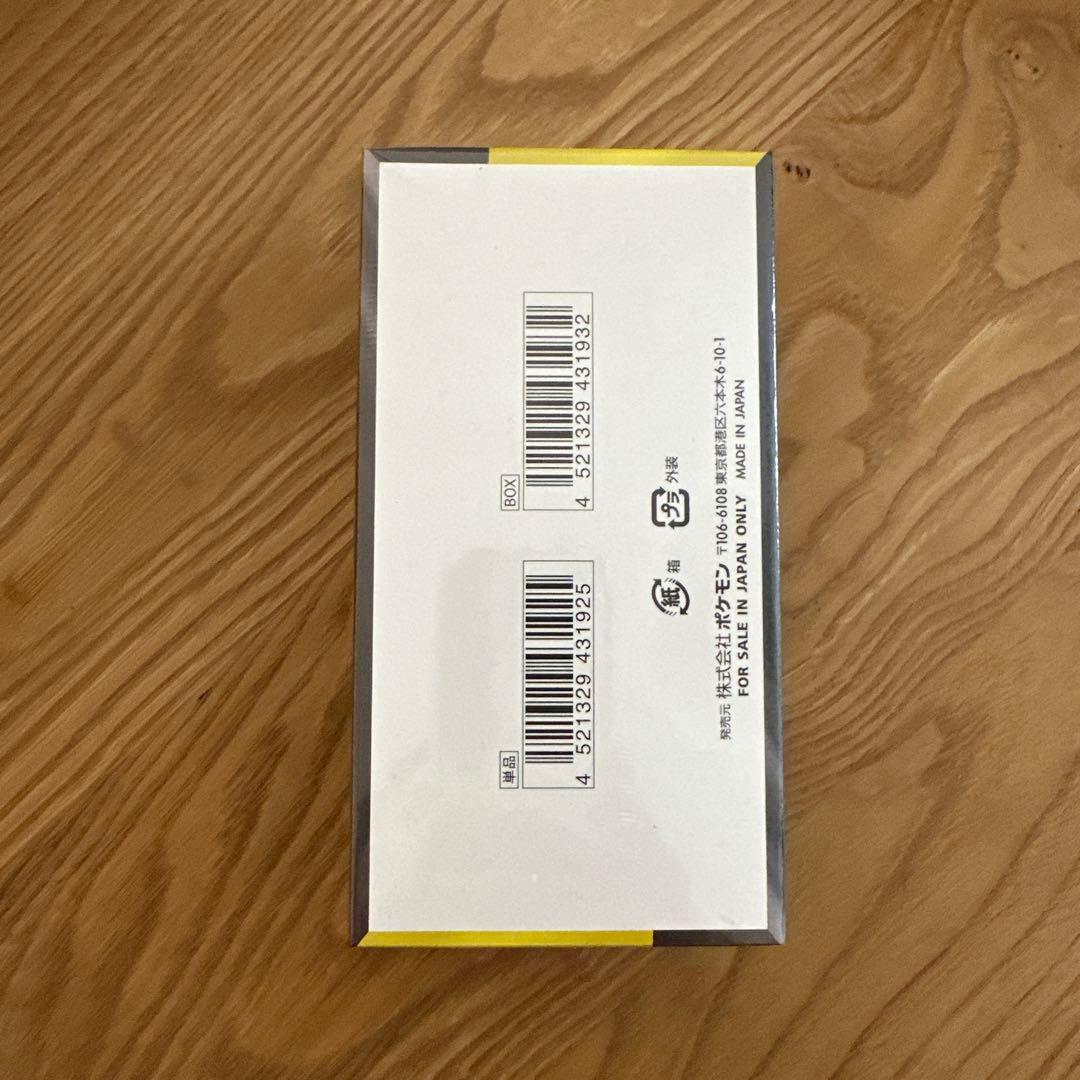 単品
4 521329 431925
BOX
4 521329 431932
紙 箱
プラ 外装
発売元 株式会社 ポケモン 〒106-6108 東京都港区六本木6-10-1
FOR SALE IN JAPAN ONLY MADE IN JAPAN